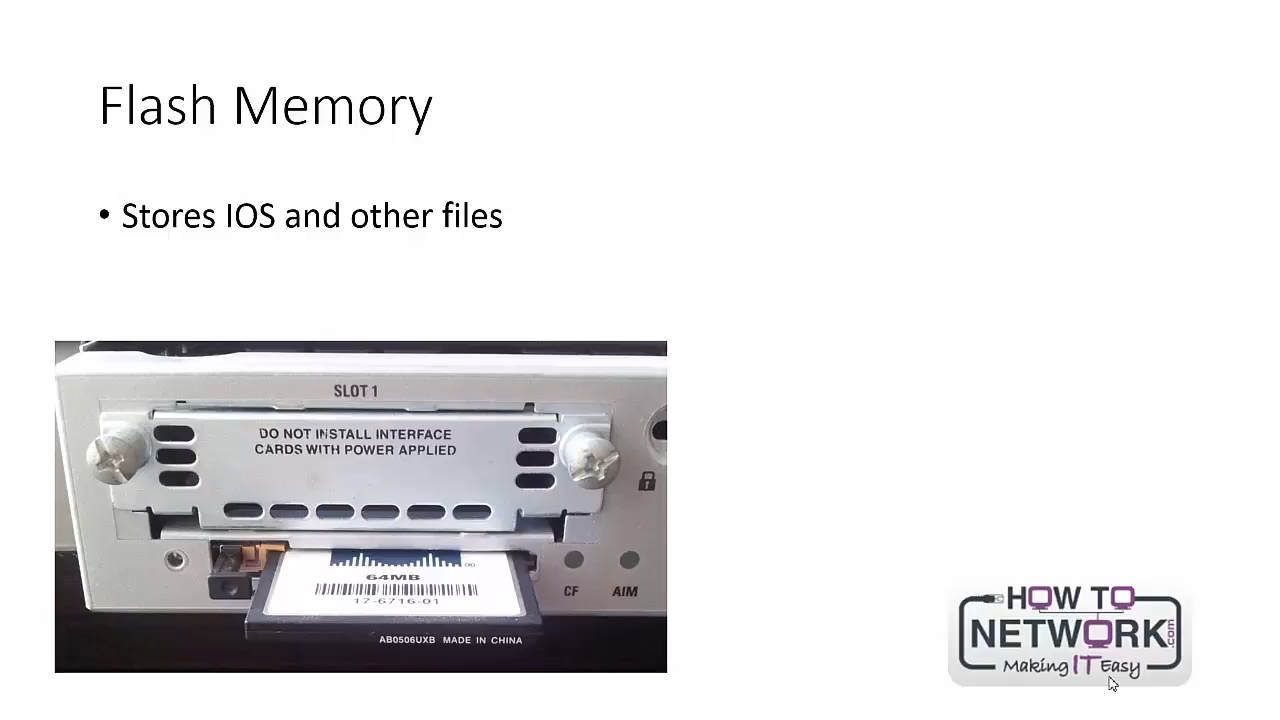 Flash Memory
• Stores IOS and other files
SLOT 1
DO NOT INSTALL INTERFACE
CARDS WITH POWER APPLIED
64MB
17-6716-01
CF AIM
AB0506UXB MADE IN CHINA
HOW TO
NETWORK.com
Making IT Easy